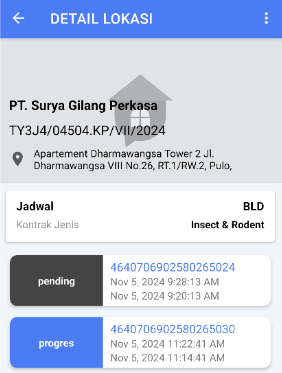 DETAIL LOKASI
PT. Surya Gilang Perkasa
TY3J4/04504.KP/VII/2024
Apartement Dharmawangsa Tower 2 Jl.
Dharmawangsa VIII No.26, RT.1/RW.2, Pulo,
Jadwal BLD
Kontrak Jenis Insect & Rodent
pending
4640706902580265024
Nov 5, 2024 9:28:13 AM
Nov 5, 2024 9:20:13 AM
progres
4640706902580265030
Nov 5, 2024 11:22:41 AM
Nov 5, 2024 11:14:41 AM